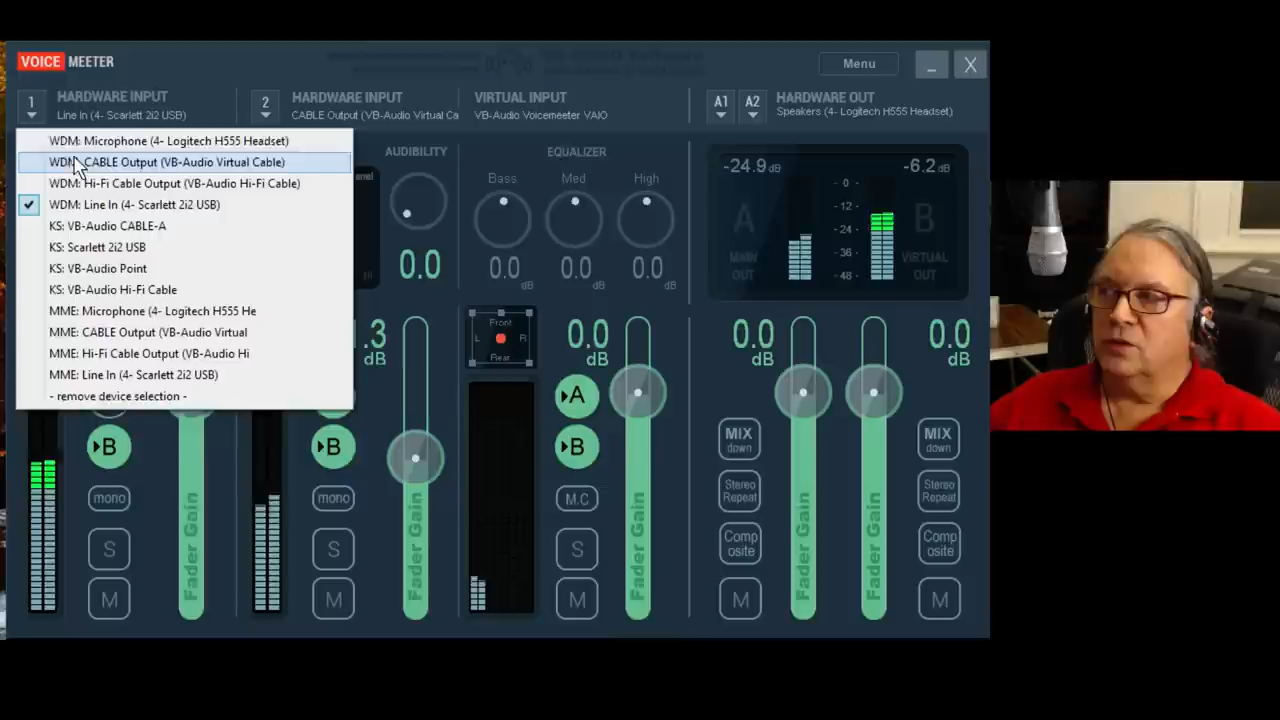 VOICE MEETER
Menu
_
X
1
HARDWARE INPUT
Line In (4- Scarlett 2i2 USB)
2
HARDWARE INPUT
CABLE Output (VB-Audio Virtual Ca
VIRTUAL INPUT
VB-Audio Voicemeeter VAIO
A1
A2
HARDWARE OUT
Speakers (4- Logitech H555 Headset)
WDM: Microphone (4- Logitech H555 Headset)
CABLE Output (VB-Audio Virtual Cable)
WDM: Hi-Fi Cable Output (VB-Audio Hi-Fi Cable)
WDM: Line In (4- Scarlett 2i2 USB)
KS: VB-Audio CABLE-A
KS: Scarlett 2i2 USB
KS: VB-Audio Point
KS: VB-Audio Hi-Fi Cable
MME: Microphone (4- Logitech H555 He
MME: CABLE Output (VB-Audio Virtual
MME: Hi-Fi Cable Output (VB-Audio Hi
MME: Line In (4- Scarlett 2i2 USB)
- remove device selection -
AUDIBILITY
0.0
.3
dB
Fader Gain
Fader Gain
B
mono
S
M
B
mono
S
M
EQUALIZER
Bass
Med
High
0.0
dB
0.0
dB
0.0
dB
Front
L
R
Rear
0.0
dB
A
B
M.C
S
M
Fader Gain
-24.9 dB
-6.2 dB
- 0 -
- -12 -
- -24 -
- -36 -
- -48 -
A
MAIN
OUT
B
VIRTUAL
OUT
0.0
dB
0.0
dB
MIX
down
Stereo
Repeat
Comp
osite
M
Fader Gain
Fader Gain
MIX
down
Stereo
Repeat
Comp
osite
M